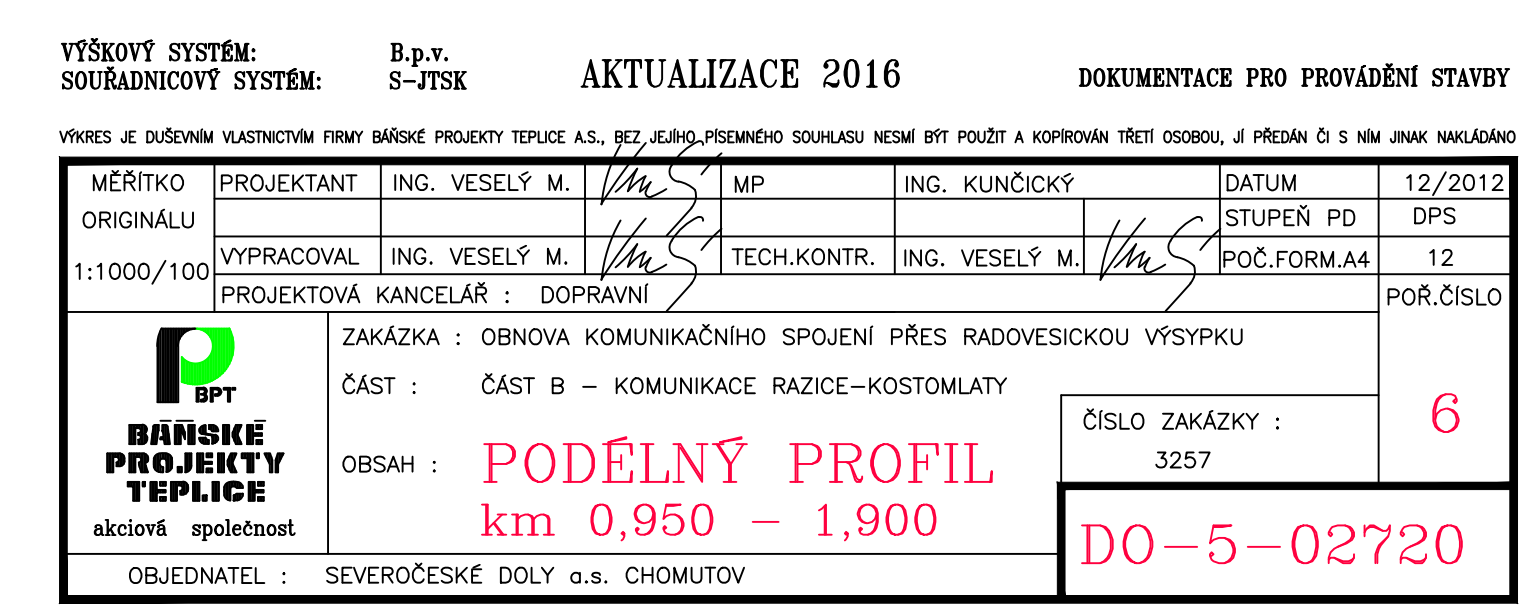 VÝŠKOVÝ SYSTÉM: B.p.v.
SOUŘADNICOVÝ SYSTÉM: S-JTSK
AKTUALIZACE 2016
DOKUMENTACE PRO PROVÁDĚNÍ STAVBY
VÝKRES JE DUŠEVNÍM VLASTNICTVÍM FIRMY BÁŇSKÉ PROJEKTY TEPLICE A.S., BEZ JEJÍHO PÍSEMNÉHO SOUHLASU NESMÍ BÝT POUŽIT A KOPÍROVÁN TŘETÍ OSOBOU, JÍ PŘEDÁN ČI S NÍM JINAK NAKLÁDÁNO
MĚŘÍTKO
ORIGINÁLU
1:1000/100
PROJEKTANT ING. VESELÝ M. MP ING. KUNČICKÝ DATUM 12/2012
STUPEŇ PD DPS
VYPRACOVAL ING. VESELÝ M. TECH.KONTR. ING. VESELÝ M. POČ.FORM.A4 12
PROJEKTOVÁ KANCELÁŘ : DOPRAVNÍ
POŘ.ČÍSLO
6
BPT
BÁŇSKÉ
PROJEKTY
TEPLICE
akciová společnost
ZAKÁZKA : OBNOVA KOMUNIKAČNÍHO SPOJENÍ PŘES RADOVESICKOU VÝSYPKU
ČÁST : ČÁST B – KOMUNIKACE RAZICE–KOSTOMLATY
OBSAH : PODÉLNÝ PROFIL
km 0,950 – 1,900
ČÍSLO ZAKÁZKY :
3257
DO-5-02720
OBJEDNATEL : SEVEROČESKÉ DOLY a.s. CHOMUTOV